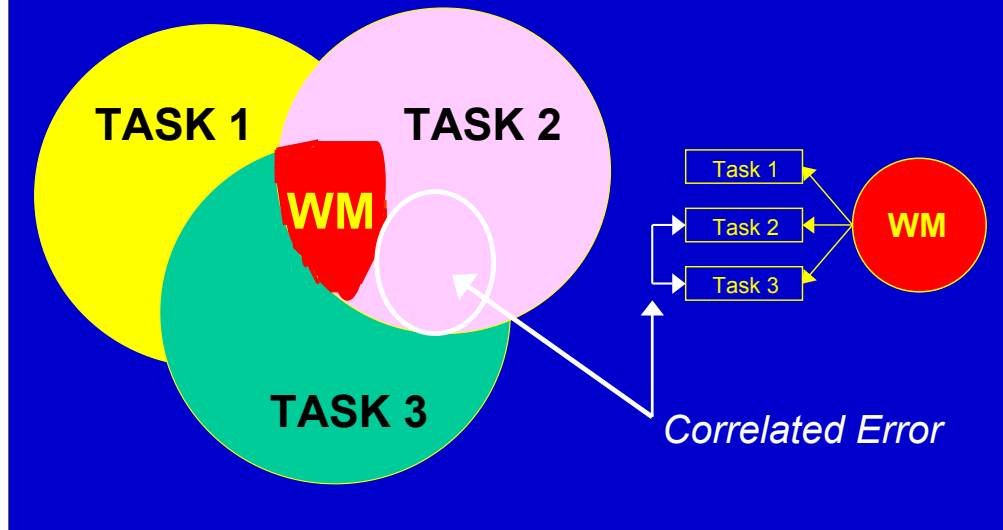 TASK 1
TASK 2
WM
TASK 3
Task 1
Task 2
Task 3
WM
Correlated Error